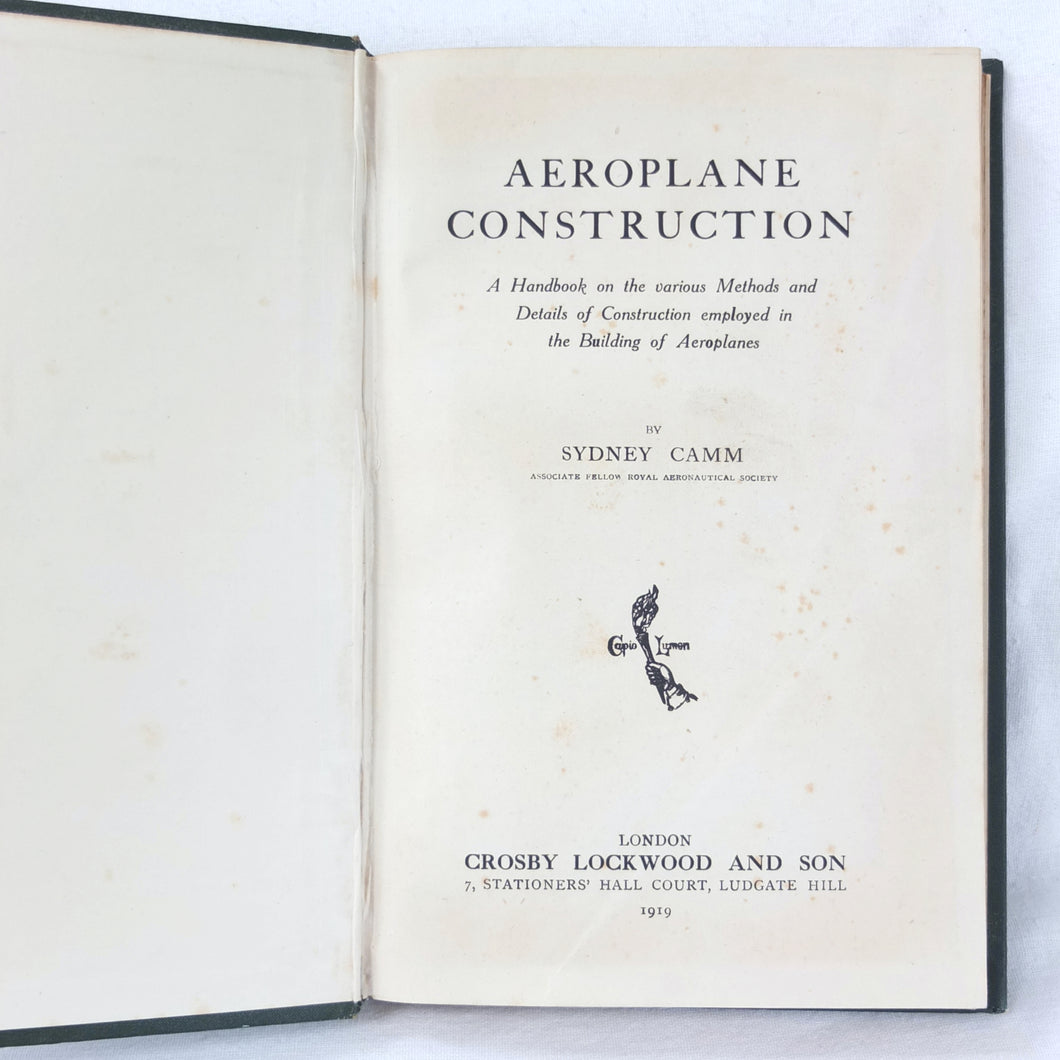 AEROPLANE
CONSTRUCTION
A Handbook on the various Methods and
Details of Construction employed in
the Building of Aeroplanes
BY
SYDNEY CAMM
ASSOCIATE FELLOW ROYAL AERONAUTICAL SOCIETY
Capio Lumen
LONDON
CROSBY LOCKWOOD AND SON
7, STATIONERS' HALL COURT, LUDGATE HILL
1919